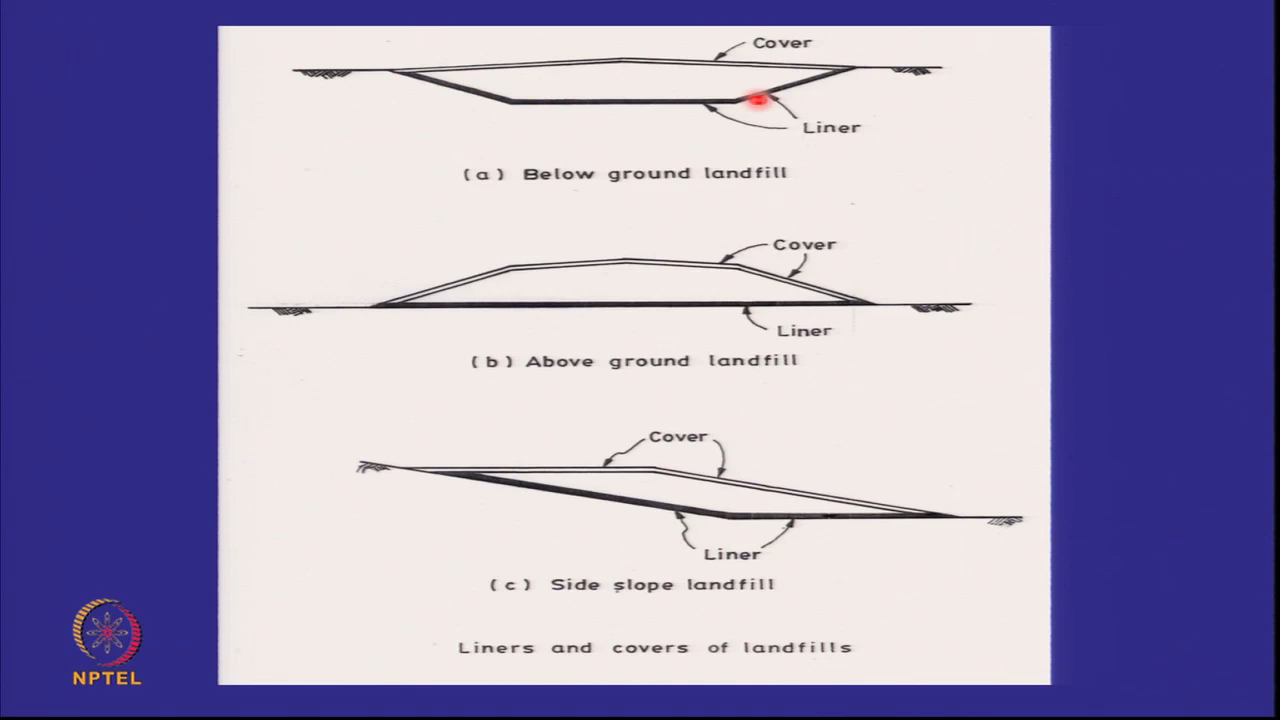 Cover
Liner
(a) Below ground landfill
Cover
Liner
(b) Above ground landfill
Cover
Liner
(c) Side slope landfill
Liners and covers of landfills
NPTEL